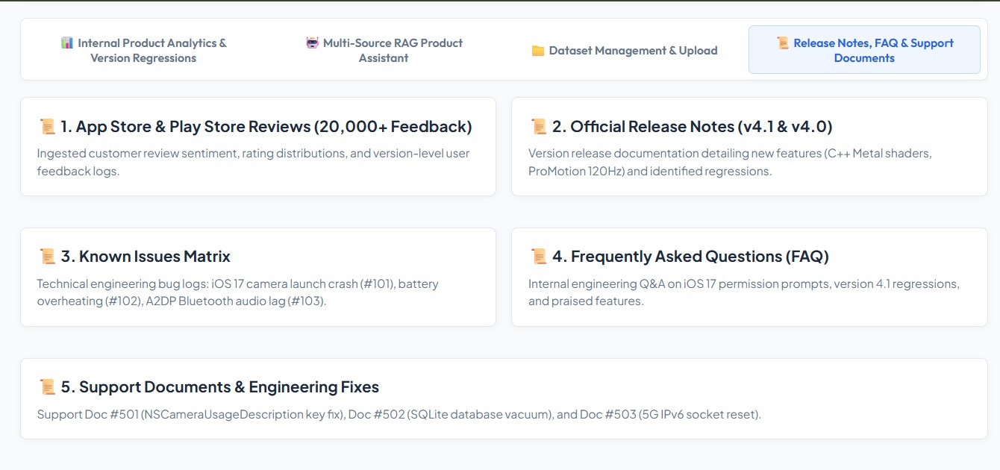 Internal Product Analytics &
Version Regressions
Multi-Source RAG Product
Assistant
Dataset Management & Upload
Release Notes, FAQ & Support
Documents
1. App Store & Play Store Reviews (20,000+ Feedback)
Ingested customer review sentiment, rating distributions, and version-level user
feedback logs.
2. Official Release Notes (v4.1 & v4.0)
Version release documentation detailing new features (C++ Metal shaders,
ProMotion 120Hz) and identified regressions.
3. Known Issues Matrix
Technical engineering bug logs: iOS 17 camera launch crash (#101), battery
overheating (#102), A2DP Bluetooth audio lag (#103).
4. Frequently Asked Questions (FAQ)
Internal engineering Q&A on iOS 17 permission prompts, version 4.1 regressions,
and praised features.
5. Support Documents & Engineering Fixes
Support Doc #501 (NSCameraUsageDescription key fix), Doc #502 (SQLite database vacuum), and Doc #503 (5G IPv6 socket reset).